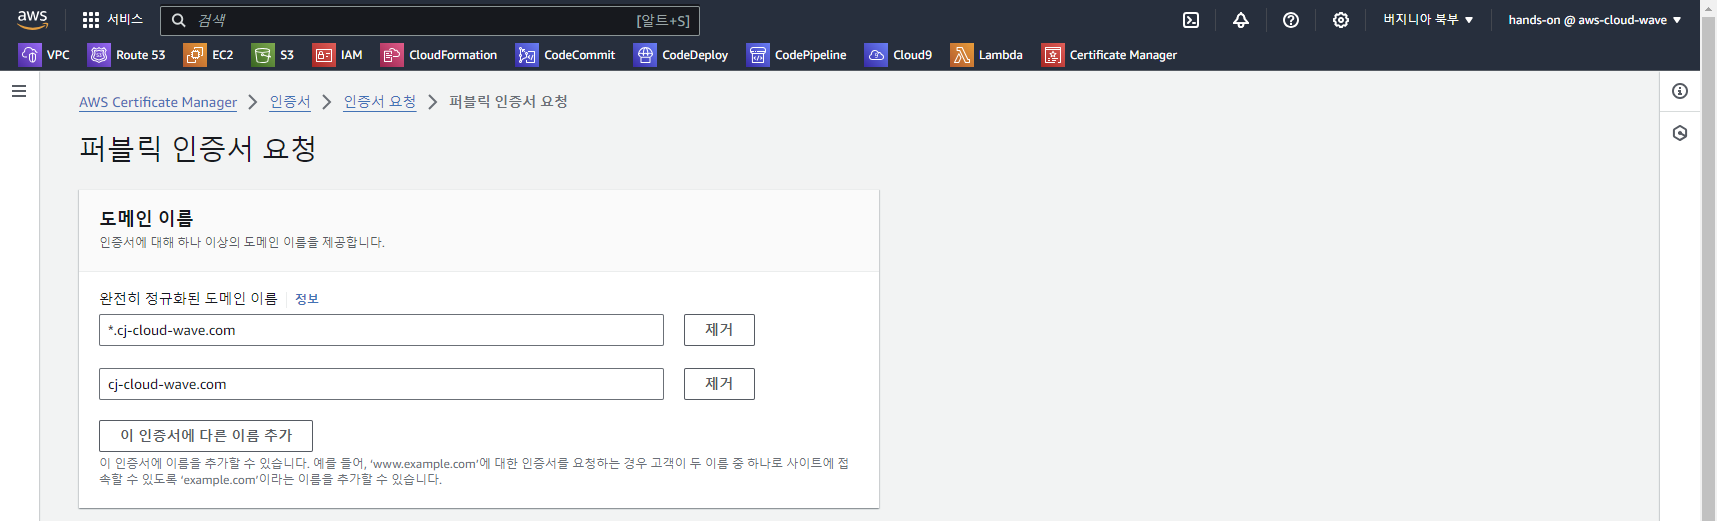 aws
서비스
검색
[알트+S]
버지니아 북부 ▼
hands-on @ aws-cloud-wave ▼
VPC
Route 53
EC2
S3
IAM
CloudFormation
CodeCommit
CodeDeploy
CodePipeline
Cloud9
Lambda
Certificate Manager
AWS Certificate Manager > 인증서 > 인증서 요청 > 퍼블릭 인증서 요청
퍼블릭 인증서 요청
도메인 이름
인증서에 대해 하나 이상의 도메인 이름을 제공합니다.
완전히 정규화된 도메인 이름
정보
*.cj-cloud-wave.com
제거
cj-cloud-wave.com
제거
이 인증서에 다른 이름 추가
이 인증서에 이름을 추가할 수 있습니다. 예를 들어, 'www.example.com'에 대한 인증서를 요청하는 경우 고객이 두 이름 중 하나로 사이트에 접
속할 수 있도록 'example.com'이라는 이름을 추가할 수 있습니다.